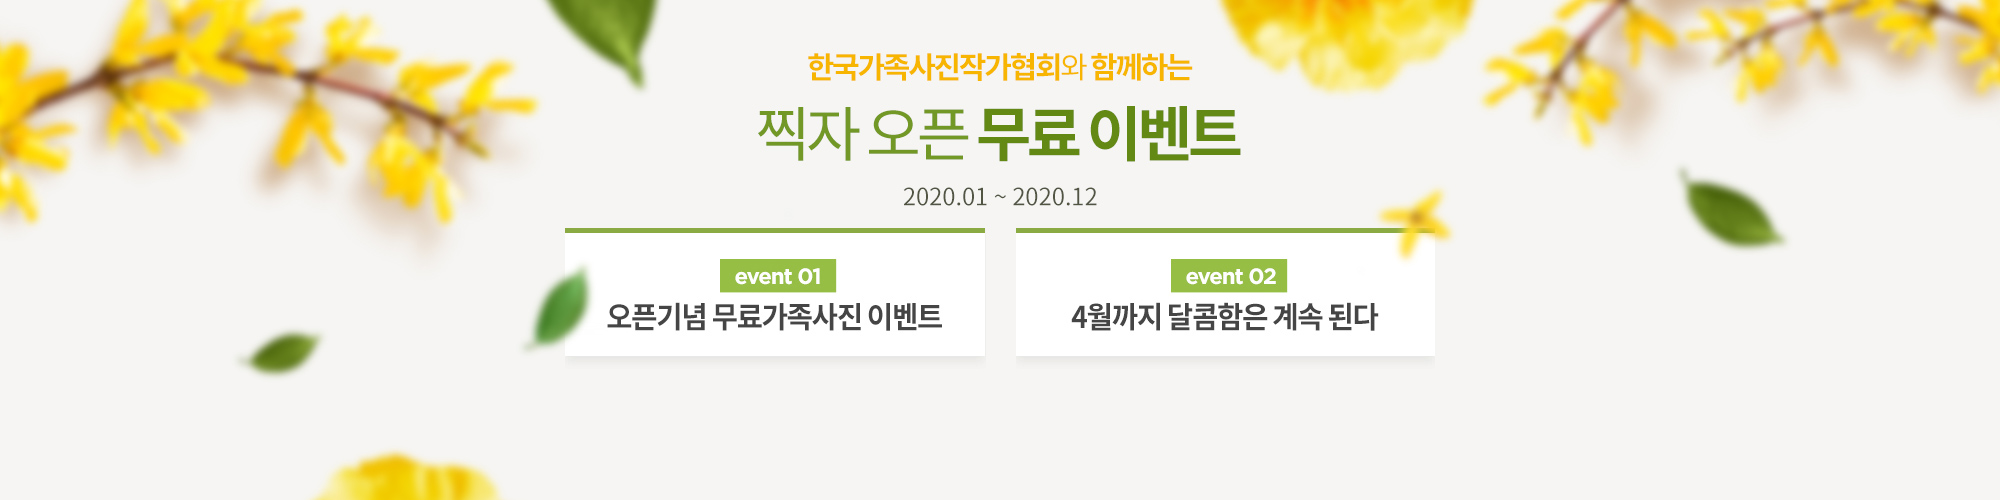 한국가족사진작가협회와 함께하는
찍자 오픈 무료 이벤트
2020.01 ~ 2020.12
event 01
오픈기념 무료가족사진 이벤트
event 02
4월까지 달콤함은 계속 된다